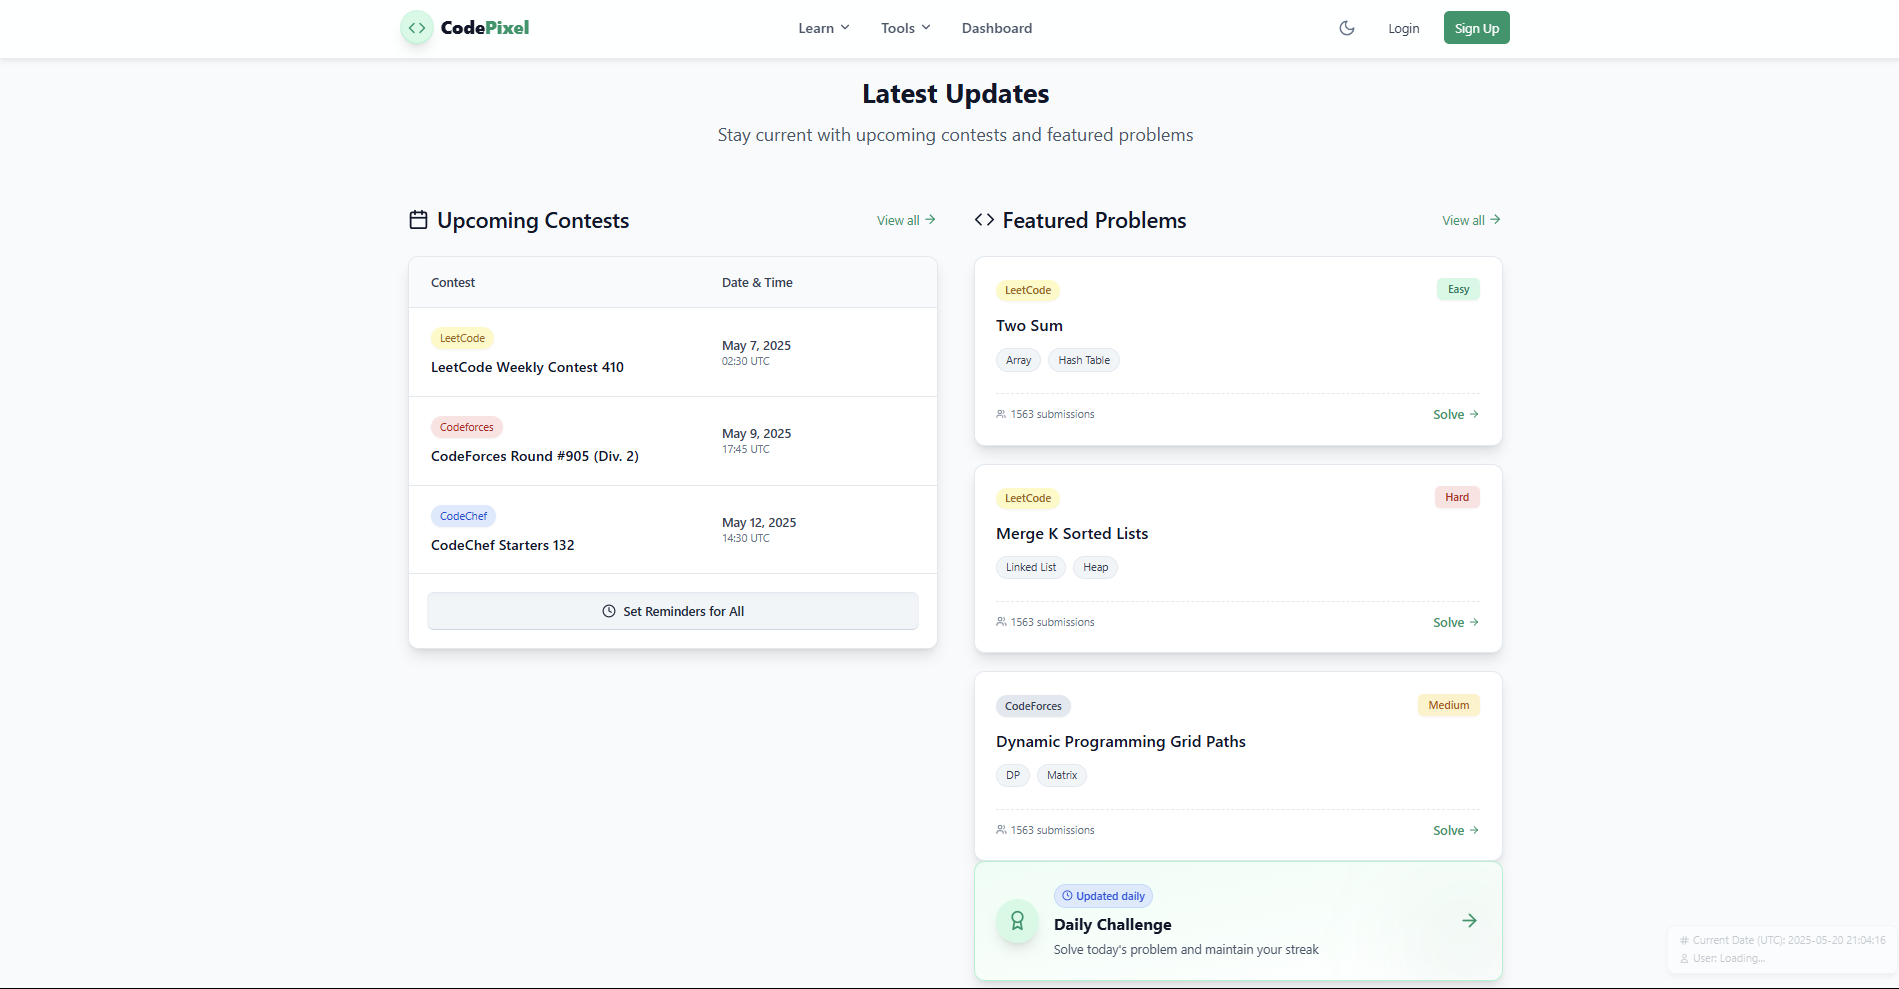 CodePixel
Learn
Tools
Dashboard
Login
Sign Up
Latest Updates
Stay current with upcoming contests and featured problems
Upcoming Contests
View all
Contest
Date & Time
LeetCode
LeetCode Weekly Contest 410
May 7, 2025
02:30 UTC
Codeforces
CodeForces Round #905 (Div. 2)
May 9, 2025
17:45 UTC
CodeChef
CodeChef Starters 132
May 12, 2025
14:30 UTC
Set Reminders for All
Featured Problems
View all
LeetCode
Easy
Two Sum
Array
Hash Table
1563 submissions
Solve
LeetCode
Hard
Merge K Sorted Lists
Linked List
Heap
1563 submissions
Solve
CodeForces
Medium
Dynamic Programming Grid Paths
DP
Matrix
1563 submissions
Solve
Updated daily
Daily Challenge
Solve today's problem and maintain your streak
# Current Date (UTC): 2025-05-20 21:04:16
User: Loading...